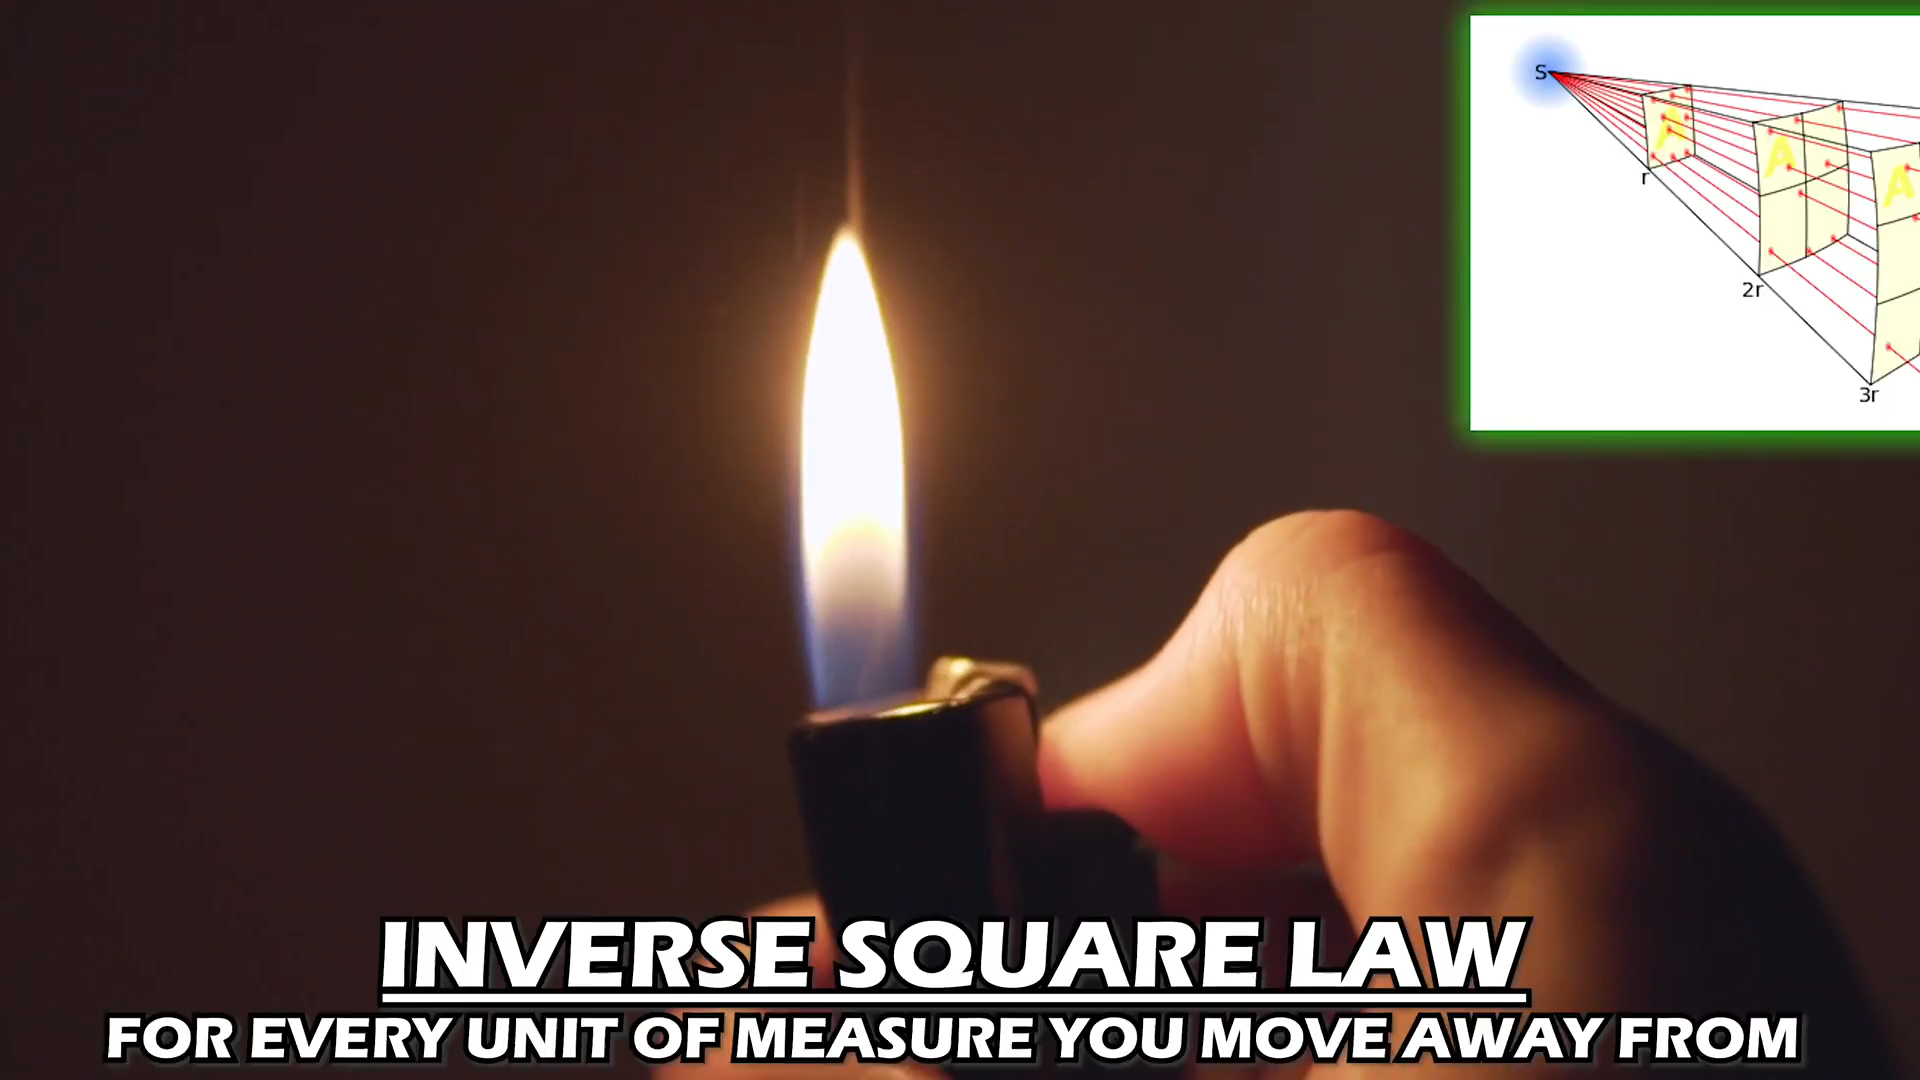 S
A
A
A
r
2r
3r
INVERSE SQUARE LAW
FOR EVERY UNIT OF MEASURE YOU MOVE AWAY FROM